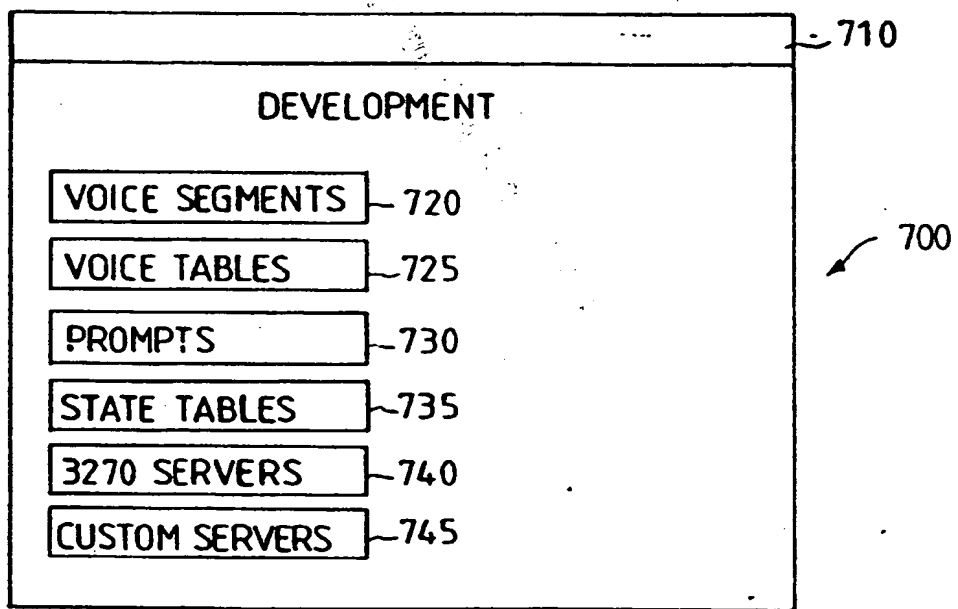 710
DEVELOPMENT
VOICE SEGMENTS 720
700
VOICE TABLES 725
PROMPTS 730
STATE TABLES 735
3270 SERVERS 740
CUSTOM SERVERS 745